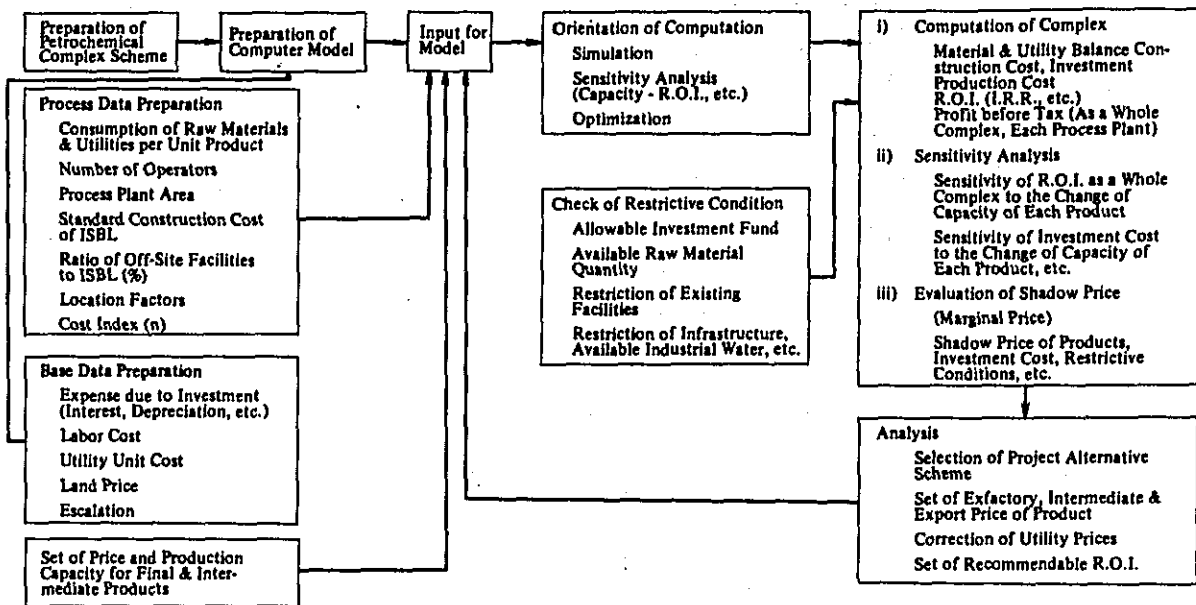 Preparation of
Petrochemical
Complex Scheme
Preparation of
Computer Model
Input for
Model
Process Data Preparation
Consumption of Raw Materials
& Utilities per Unit Product
Number of Operators
Process Plant Area
Standard Construction Cost
of ISBL
Ratio of Off-Site Facilities
to ISBL (%)
Location Factors
Cost Index (n)
Base Data Preparation
Expense due to Investment
(Interest, Depreciation, etc.)
Labor Cost
Utility Unit Cost
Land Price
Escalation
Set of Price and Production
Capacity for Final & Inter-
mediate Products
Orientation of Computation
Simulation
Sensitivity Analysis
(Capacity - R.O.I., etc.)
Optimization
Check of Restrictive Condition
Allowable Investment Fund
Available Raw Material
Quantity
Restriction of Existing
Facilities
Restriction of Infrastructure,
Available Industrial Water, etc.
i) Computation of Complex
Material & Utility Balance Con-
struction Cost, Investment
Production Cost
R.O.I. (I.R.R., etc.)
Profit before Tax (As a Whole
Complex, Each Process Plant)
ii) Sensitivity Analysis
Sensitivity of R.O.I. as a Whole
Complex to the Change of
Capacity of Each Product
Sensitivity of Investment Cost
to the Change of Capacity of
Each Product, etc.
iii) Evaluation of Shadow Price
(Marginal Price)
Shadow Price of Products,
Investment Cost, Restrictive
Conditions, etc.
Analysis
Selection of Project Alternative
Scheme
Set of Exfactory, Intermediate &
Export Price of Product
Correction of Utility Prices
Set of Recommendable R.O.I.